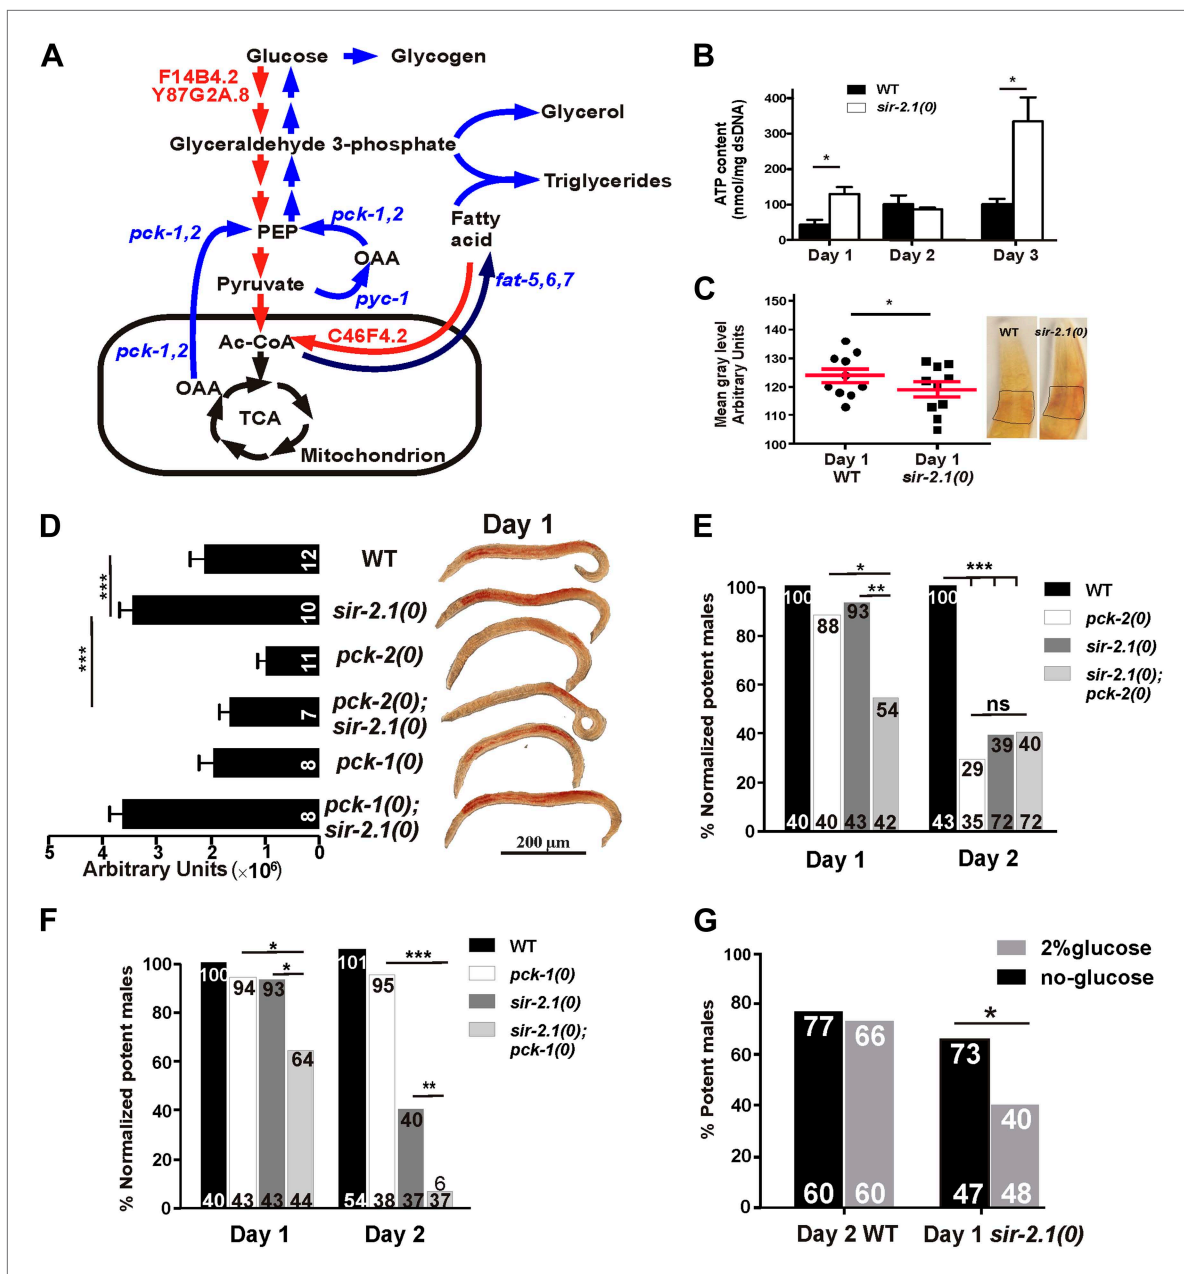 A
Glucose
Glycogen
F14B4.2
Y87G2A.8
Glycerol
Glyceraldehyde 3-phosphate
Triglycerides
pck-1,2
pck-1,2
Fatty
acid
PEP
OAA
Pyruvate
pyc-1
fat-5,6,7
C46F4.2
Ac-CoA
pck-1,2
OAA
TCA
Mitochondrion
B
WT
sir-2.1(0)
ATP content
(nmol/mg dsDNA)
400
300
200
100
0
*
*
Day 1
Day 2
Day 3
C
Mean gray level
Arbitrary Units
150
140
130
120
110
100
*
Day 1
WT
Day 1
sir-2.1(0)
WT
sir-2.1(0)
D
Day 1
***
***
12
WT
10
sir-2.1(0)
11
pck-2(0)
7
pck-2(0);
sir-2.1(0)
8
pck-1(0)
8
pck-1(0);
sir-2.1(0)
5 4 3 2 1 0
Arbitrary Units (×10⁶)
200 µm
E
% Normalized potent males
100
80
60
40
20
0
*
**
***
ns
100
88
93
54
100
29
39
40
40 40 43 42
43 35 72 72
Day 1
Day 2
WT
pck-2(0)
sir-2.1(0)
sir-2.1(0);
pck-2(0)
F
% Normalized potent males
100
80
60
40
20
0
*
*
***
**
100
94
93
64
101
95
40
6
40 43 43 44
54 38 37 37
Day 1
Day 2
WT
pck-1(0)
sir-2.1(0)
sir-2.1(0);
pck-1(0)
G
% Potent males
100
80
60
40
20
0
2%glucose
no-glucose
*
77
66
73
40
60 60
47 48
Day 2 WT
Day 1 sir-2.1(0)